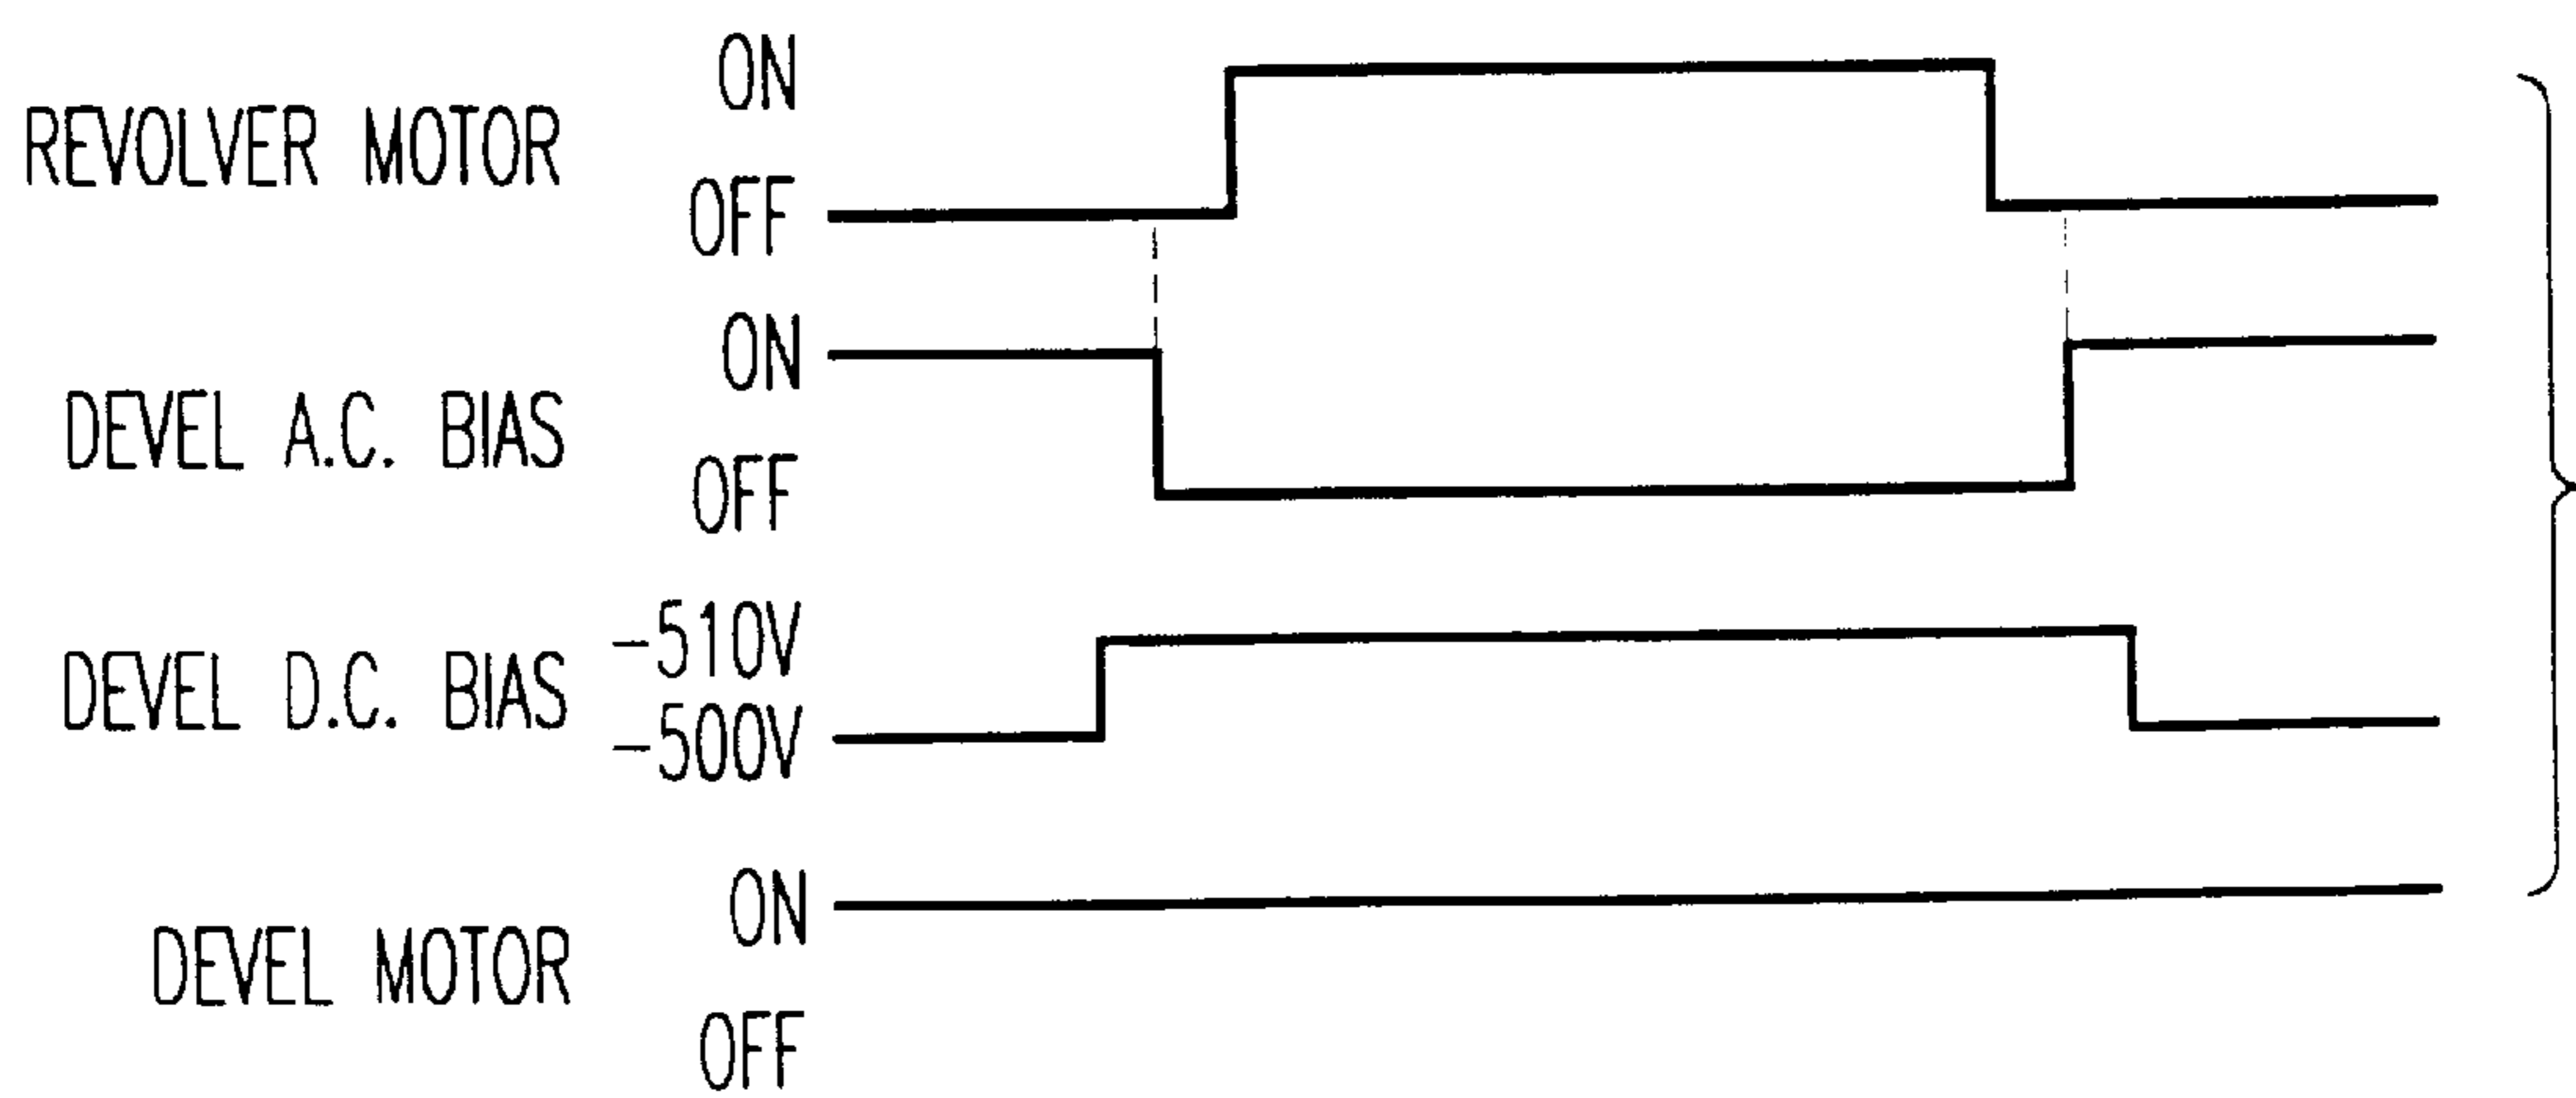 ON
REVOLVER MOTOR
OFF
ON
DEVEL A.C. BIAS
OFF
-510V
DEVEL D.C. BIAS
-500V
ON
DEVEL MOTOR
OFF